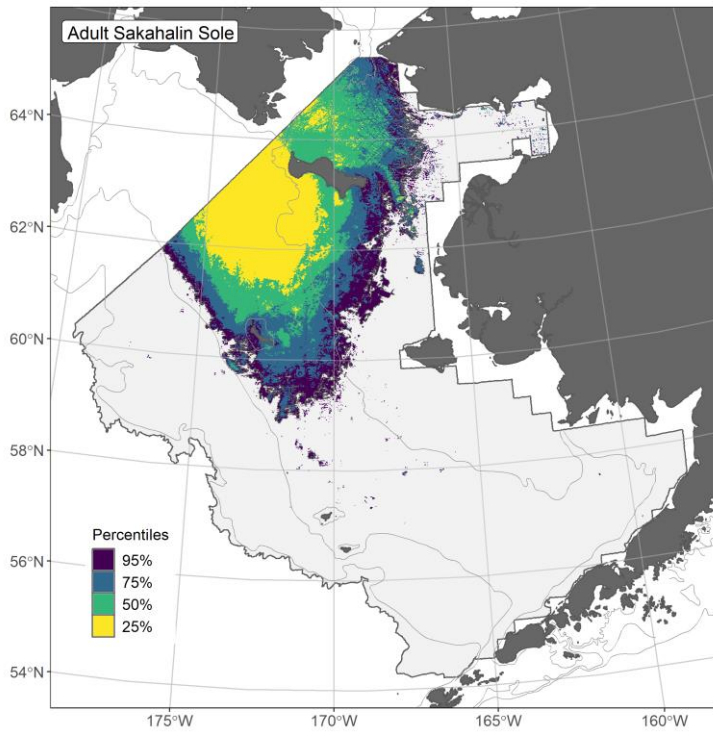 Adult Sakahalin Sole
64°N
62°N
60°N
58°N
56°N
54°N
Percentiles
95%
75%
50%
25%
175°W
170°W
165°W
160°W